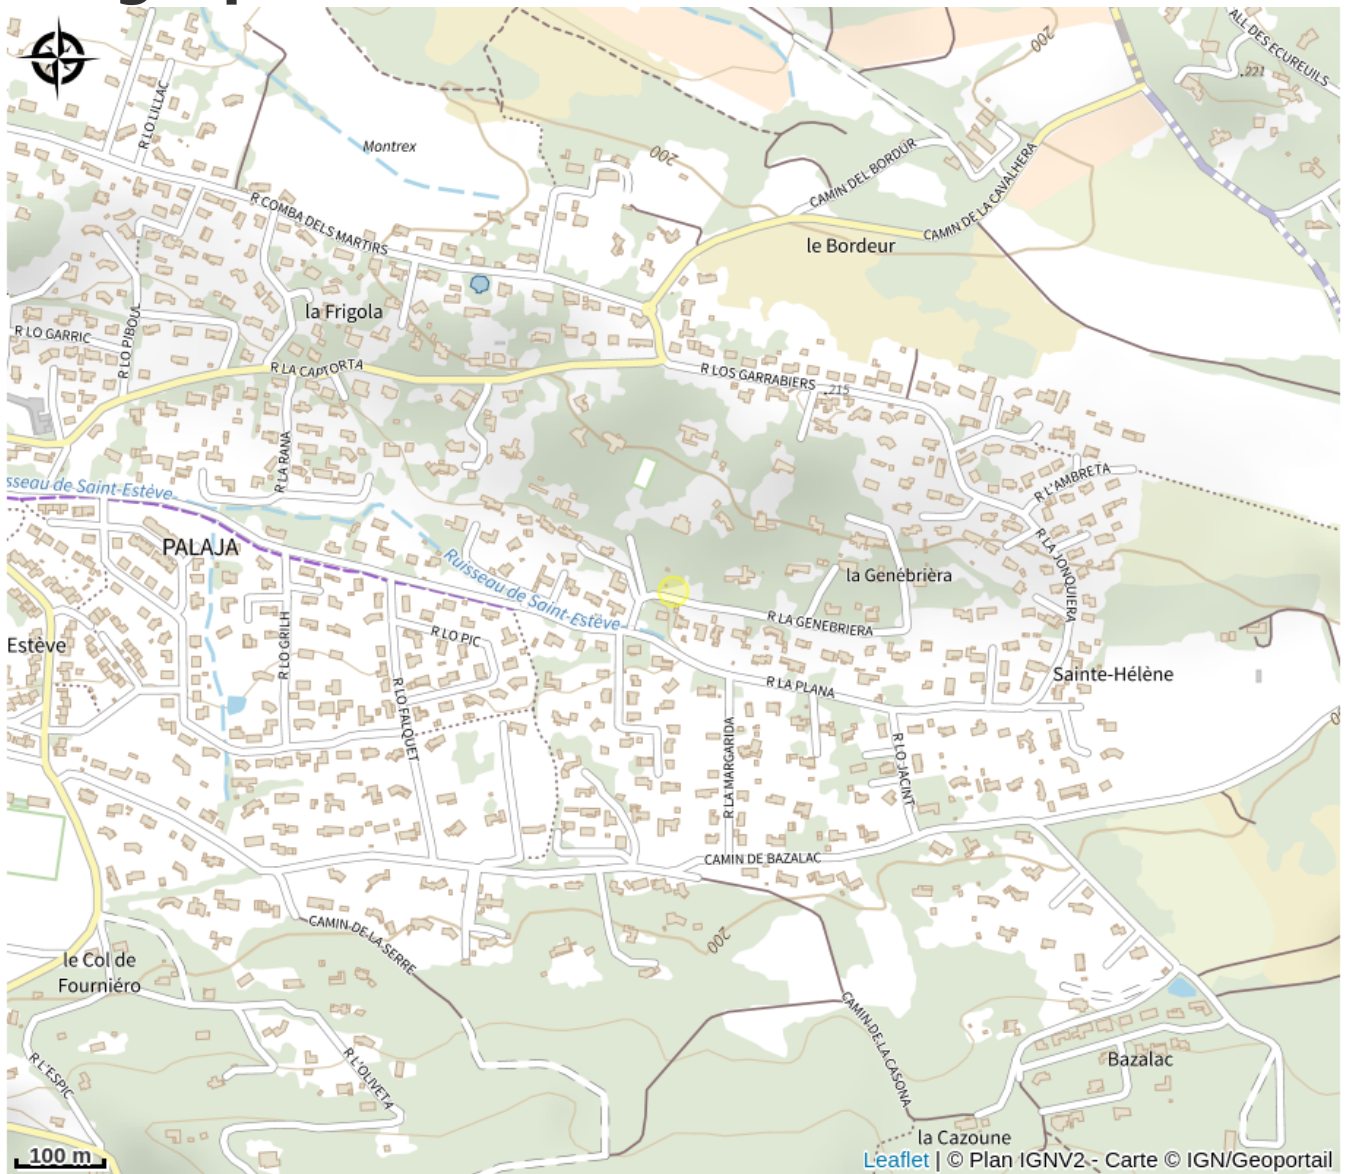 ALL DES ECUREUILS
200
221
R LO LILLAC
Montrex
200
CAMIN DEL BORDUR
CAMIN DE LA CAVALHERA
R COMBA DELS MARTIRS
le Bordeur
la Frigola
R LO GARRIC
R LO PIBOUL
R LA CAPTORTA
R LOS GARRABIERS
215
R LA RANA
R L'AMBRETA
sseau de Saint-Estève
PALAJA
Ruisseau de Saint-Estève
R LA JONQUIERA
la Genébrièra
R LA GENEBRIERA
R LO GRILH
R LO PIC
Estève
Sainte-Hélène
R LA PLANA
R LO FALQUET
R LA MARGARIDA
R LO JACINT
CAMIN DE BAZALAC
CAMIN DE LA SERRE
200
le Col de
Fourniéro
CAMIN DE LA CASONA
R L'ESPIC
R L'OLIVETA
Bazalac
la Cazoune
100 m
Leaflet | © Plan IGNV2 - Carte © IGN/Geoportail